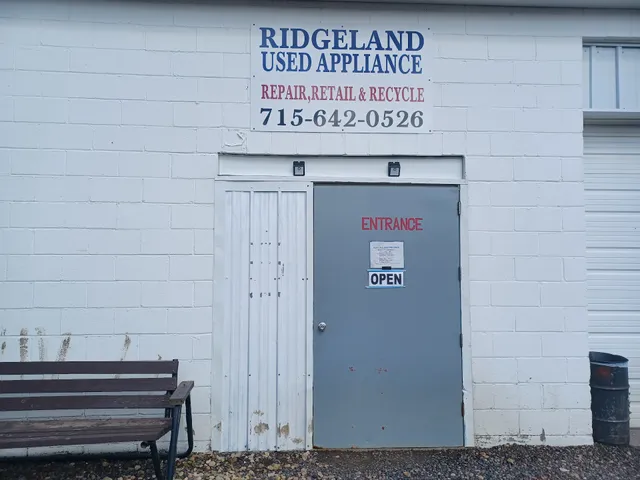 RIDGELAND
USED APPLIANCE
REPAIR,RETAIL & RECYCLE
715-642-0526
ENTRANCE
OPEN